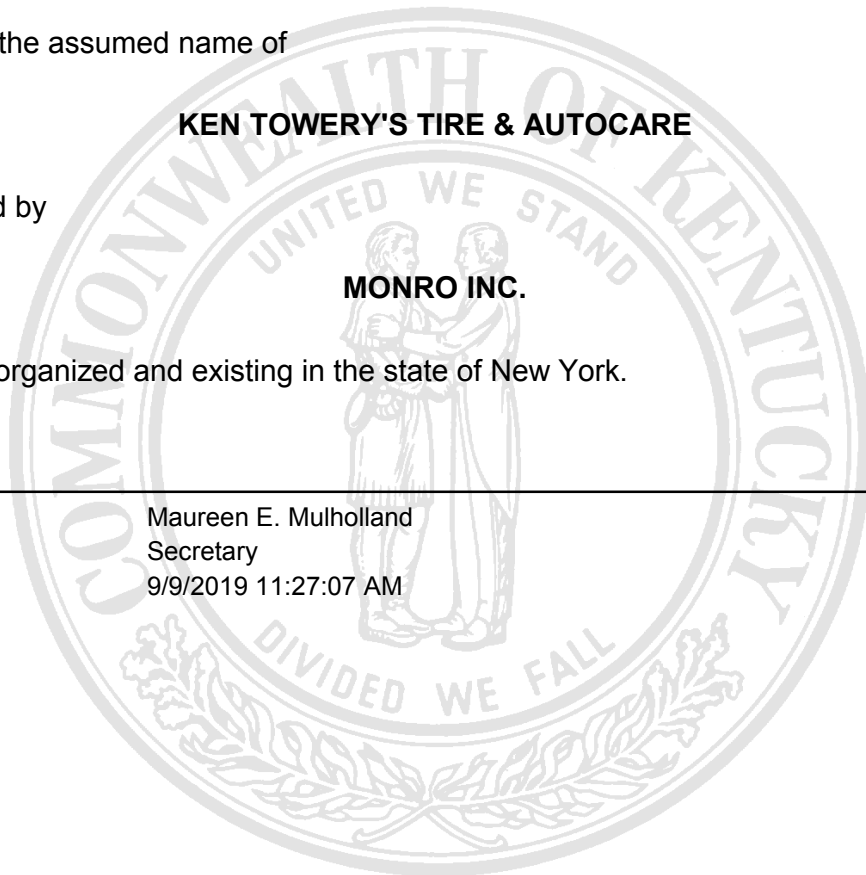 the assumed name of
KEN TOWERY'S TIRE & AUTOCARE
d by
MONRO INC.
organized and existing in the state of New York.
Maureen E. Mulholland
Secretary
9/9/2019 11:27:07 AM
COMMONWEALTH OF KENTUCKY
UNITED WE STAND
DIVIDED WE FALL